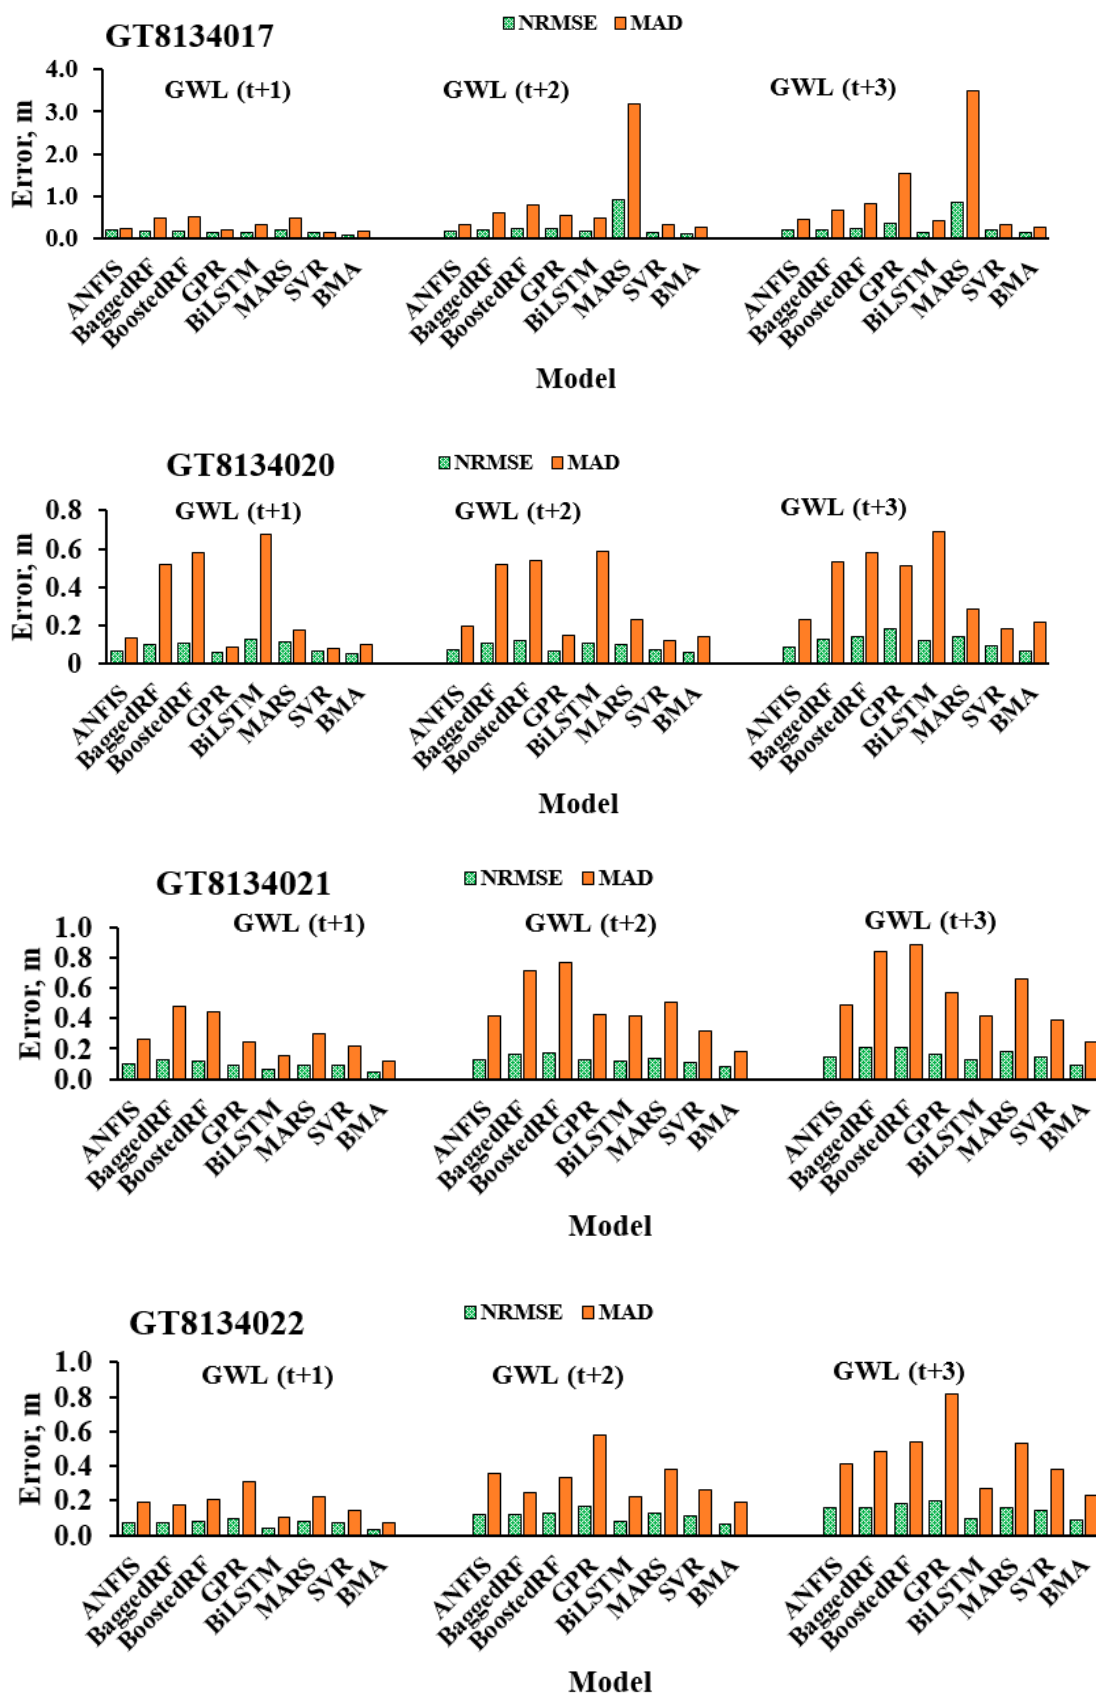 GT8134017
NRMSE MAD
Error, m
4.0
3.0
2.0
1.0
0.0
GWL (t+1) GWL (t+2) GWL (t+3)
ANFIS BaggedRF BoostedRF GPR BiLSTM MARS SVR BMA ANFIS BaggedRF BoostedRF GPR BiLSTM MARS SVR BMA ANFIS BaggedRF BoostedRF GPR BiLSTM MARS SVR BMA
Model
GT8134020
NRMSE MAD
Error, m
0.8
0.6
0.4
0.2
0
GWL (t+1) GWL (t+2) GWL (t+3)
ANFIS BaggedRF BoostedRF GPR BiLSTM MARS SVR BMA ANFIS BaggedRF BoostedRF GPR BiLSTM MARS SVR BMA ANFIS BaggedRF BoostedRF GPR BiLSTM MARS SVR BMA
Model
GT8134021
NRMSE MAD
Error, m
1.0
0.8
0.6
0.4
0.2
0.0
GWL (t+1) GWL (t+2) GWL (t+3)
ANFIS BaggedRF BoostedRF GPR BiLSTM MARS SVR BMA ANFIS BaggedRF BoostedRF GPR BiLSTM MARS SVR BMA ANFIS BaggedRF BoostedRF GPR BiLSTM MARS SVR BMA
Model
GT8134022
NRMSE MAD
Error, m
1.0
0.8
0.6
0.4
0.2
0.0
GWL (t+1) GWL (t+2) GWL (t+3)
ANFIS BaggedRF BoostedRF GPR BiLSTM MARS SVR BMA ANFIS BaggedRF BoostedRF GPR BiLSTM MARS SVR BMA ANFIS BaggedRF BoostedRF GPR BiLSTM MARS SVR BMA
Model